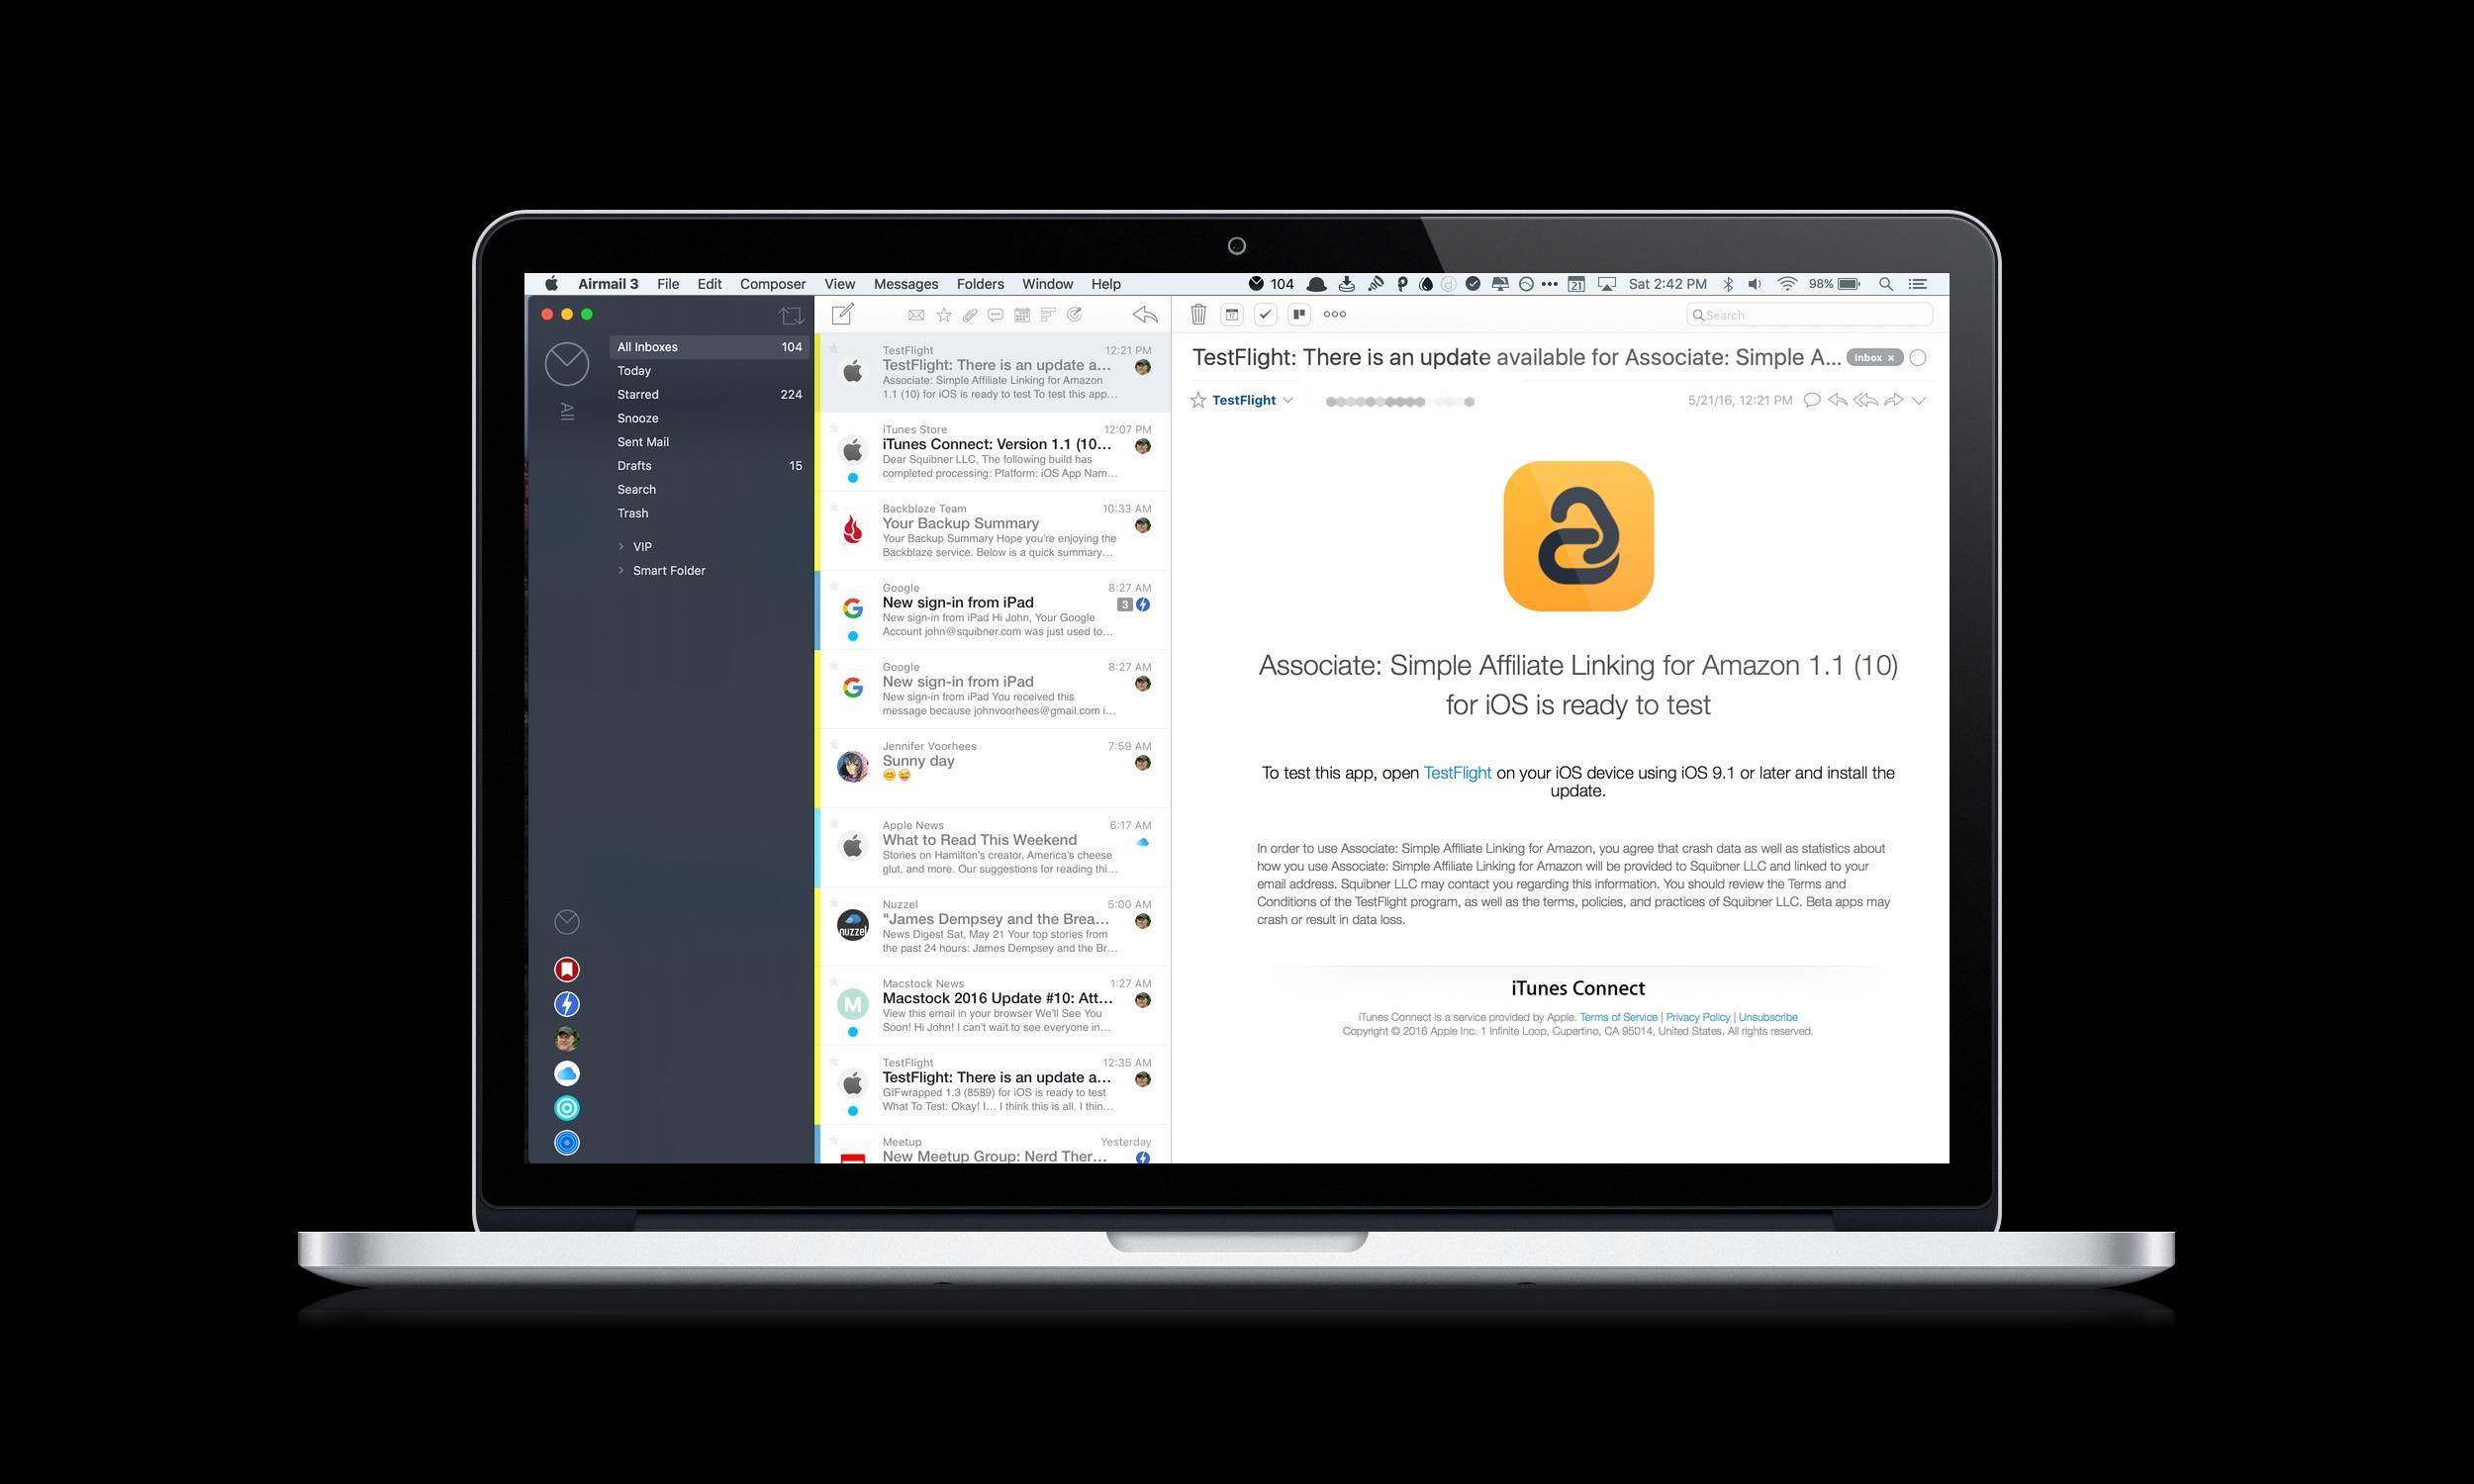 Airmail 3 File Edit Composer View Messages Folders Window Help
104 21 Sat 2:42 PM 98%
All
All Inboxes 104
Today
Starred 224
Snooze
Sent Mail
Drafts 15
Search
Trash
VIP
Smart Folder
TestFlight 12:21 PM
TestFlight: There is an update a...
Associate: Simple Affiliate Linking for Amazon
1.1 (10) for iOS is ready to test To test this app...
iTunes Store 12:07 PM
iTunes Connect: Version 1.1 (10...
Dear Squibner LLC, The following build has
completed processing: Platform: iOS App Nam...
Backblaze Team 10:33 AM
Your Backup Summary
Your Backup Summary Hope you're enjoying the
Backblaze service. Below is a quick summary...
Google 8:27 AM
New sign-in from iPad 3
New sign-in from iPad Hi John, Your Google
Account john@squibner.com was just used to...
Google 8:27 AM
New sign-in from iPad
New sign-in from iPad You received this
message because johnvoorhees@gmail.com i...
Jennifer Voorhees 7:59 AM
Sunny day
😊😜
Apple News 6:17 AM
What to Read This Weekend
Stories on Hamilton's creator, America's cheese
glut, and more. Our suggestions for reading thi...
nuzzel
Nuzzel 5:00 AM
“James Dempsey and the Brea...
News Digest Sat, May 21 Your top stories from
the past 24 hours: James Dempsey and the Br...
M
Macstock News 1:27 AM
Macstock 2016 Update #10: Att...
View this email in your browser We'll See You
Soon! Hi John! I can't wait to see everyone in...
TestFlight 12:35 AM
TestFlight: There is an update a...
GIFwrapped 1.3 (8589) for iOS is ready to test
What To Test: Okay! I... I think this is all. I thin...
Meetup Yesterday
New Meetup Group: Nerd Ther...
Search
TestFlight: There is an update available for Associate: Simple A... Inbox ×
TestFlight 5/21/16, 12:21 PM
Associate: Simple Affiliate Linking for Amazon 1.1 (10)
for iOS is ready to test
To test this app, open TestFlight on your iOS device using iOS 9.1 or later and install the
update.
In order to use Associate: Simple Affiliate Linking for Amazon, you agree that crash data as well as statistics about
how you use Associate: Simple Affiliate Linking for Amazon will be provided to Squibner LLC and linked to your
email address. Squibner LLC may contact you regarding this information. You should review the Terms and
Conditions of the TestFlight program, as well as the terms, policies, and practices of Squibner LLC. Beta apps may
crash or result in data loss.
iTunes Connect
iTunes Connect is a service provided by Apple. Terms of Service | Privacy Policy | Unsubscribe
Copyright © 2016 Apple Inc. 1 Infinite Loop, Cupertino, CA 95014, United States. All rights reserved.